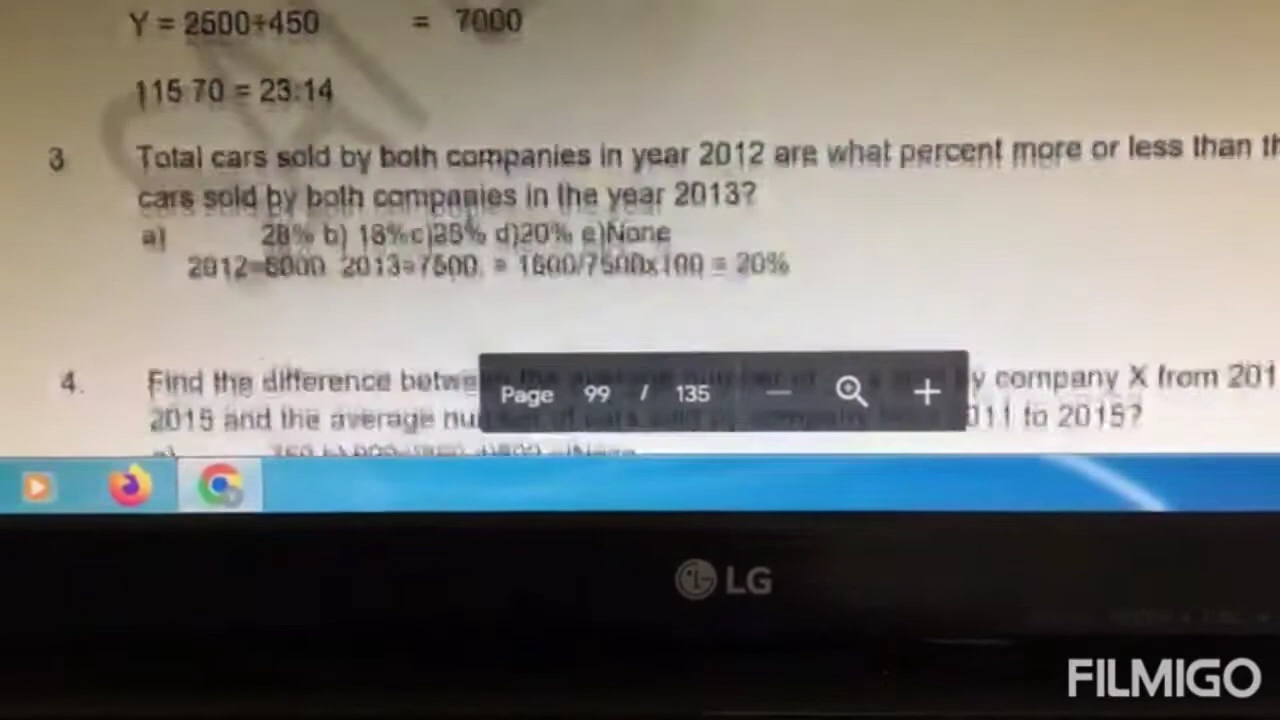 Y = 2500÷450 = 7000
115 70 = 23:14
3 Total cars sold by both companies in year 2012 are what percent more or less than th
cars sold by both companies in the year 2013?
a) 28% b) 18%c)25% d)20% e)None
2012=6000 2013=7500 = 1500/7500x100 = 20%
4. Find the difference betwe y company X from 201
2015 and the average nu 011 to 2015?
Page 99 / 135
LG
FILMIGO